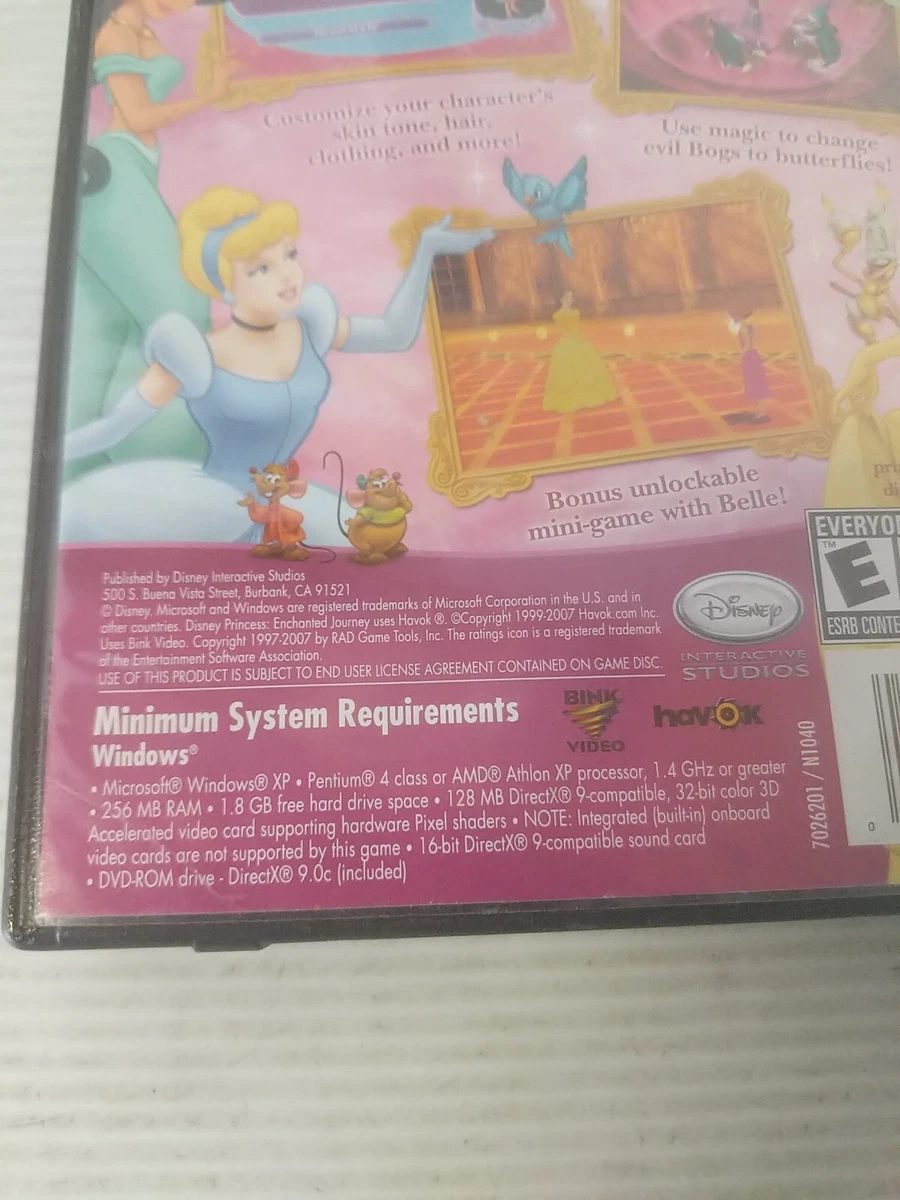 Customize your character's
skin tone, hair,
clothing, and more!
Use magic to change
evil Bogs to butterflies!
Bonus unlockable
mini-game with Belle!
EVERYO
TM
E
ESRB CONTE
Published by Disney Interactive Studios
500 S. Buena Vista Street, Burbank, CA 91521
© Disney. Microsoft and Windows are registered trademarks of Microsoft Corporation in the U.S. and in
other countries. Disney Princess: Enchanted Journey uses Havok ®. ©Copyright 1999-2007 Havok.com Inc.
Uses Bink Video. Copyright 1997-2007 by RAD Game Tools, Inc. The ratings icon is a registered trademark
of the Entertainment Software Association.
USE OF THIS PRODUCT IS SUBJECT TO END USER LICENSE AGREEMENT CONTAINED ON GAME DISC.
Disney
INTERACTIVE
STUDIOS
Minimum System Requirements
BINK
VIDEO
havok
Windows®
• Microsoft® Windows® XP • Pentium® 4 class or AMD® Athlon XP processor, 1.4 GHz or greater
• 256 MB RAM • 1.8 GB free hard drive space • 128 MB DirectX® 9-compatible, 32-bit color 3D
Accelerated video card supporting hardware Pixel shaders • NOTE: Integrated (built-in) onboard
video cards are not supported by this game • 16-bit DirectX® 9-compatible sound card
• DVD-ROM drive - DirectX® 9.0c (included)
7026201 / N1040
0